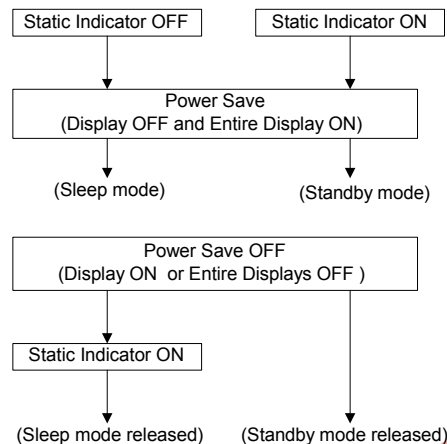 Static Indicator OFF
Static Indicator ON
Power Save
(Display OFF and Entire Display ON)
(Sleep mode)
(Standby mode)
Power Save OFF
(Display ON or Entire Displays OFF )
Static Indicator ON
(Sleep mode released)
(Standby mode released)